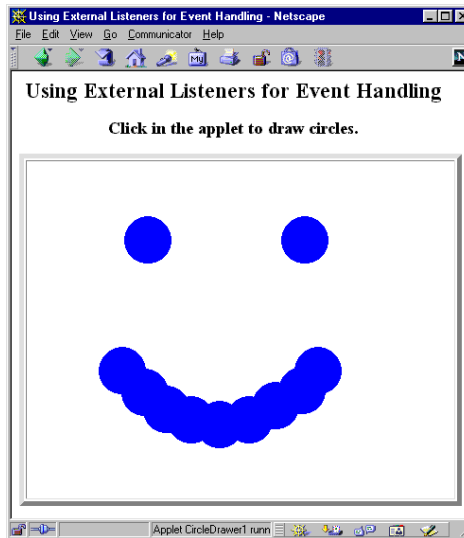 Using External Listeners for Event Handling - Netscape
File Edit View Go Communicator Help
My
N
Using External Listeners for Event Handling
Click in the applet to draw circles.
Applet CircleDrawer1 runn